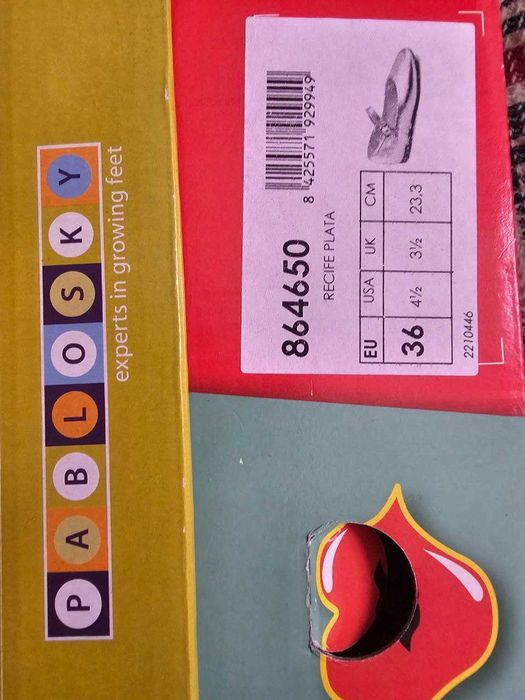 PABLOSKY
experts in growing feet
8 425571 929949
864650
RECIFE PLATA
EU USA UK CM
36 4½ 3½ 23,3
2210446